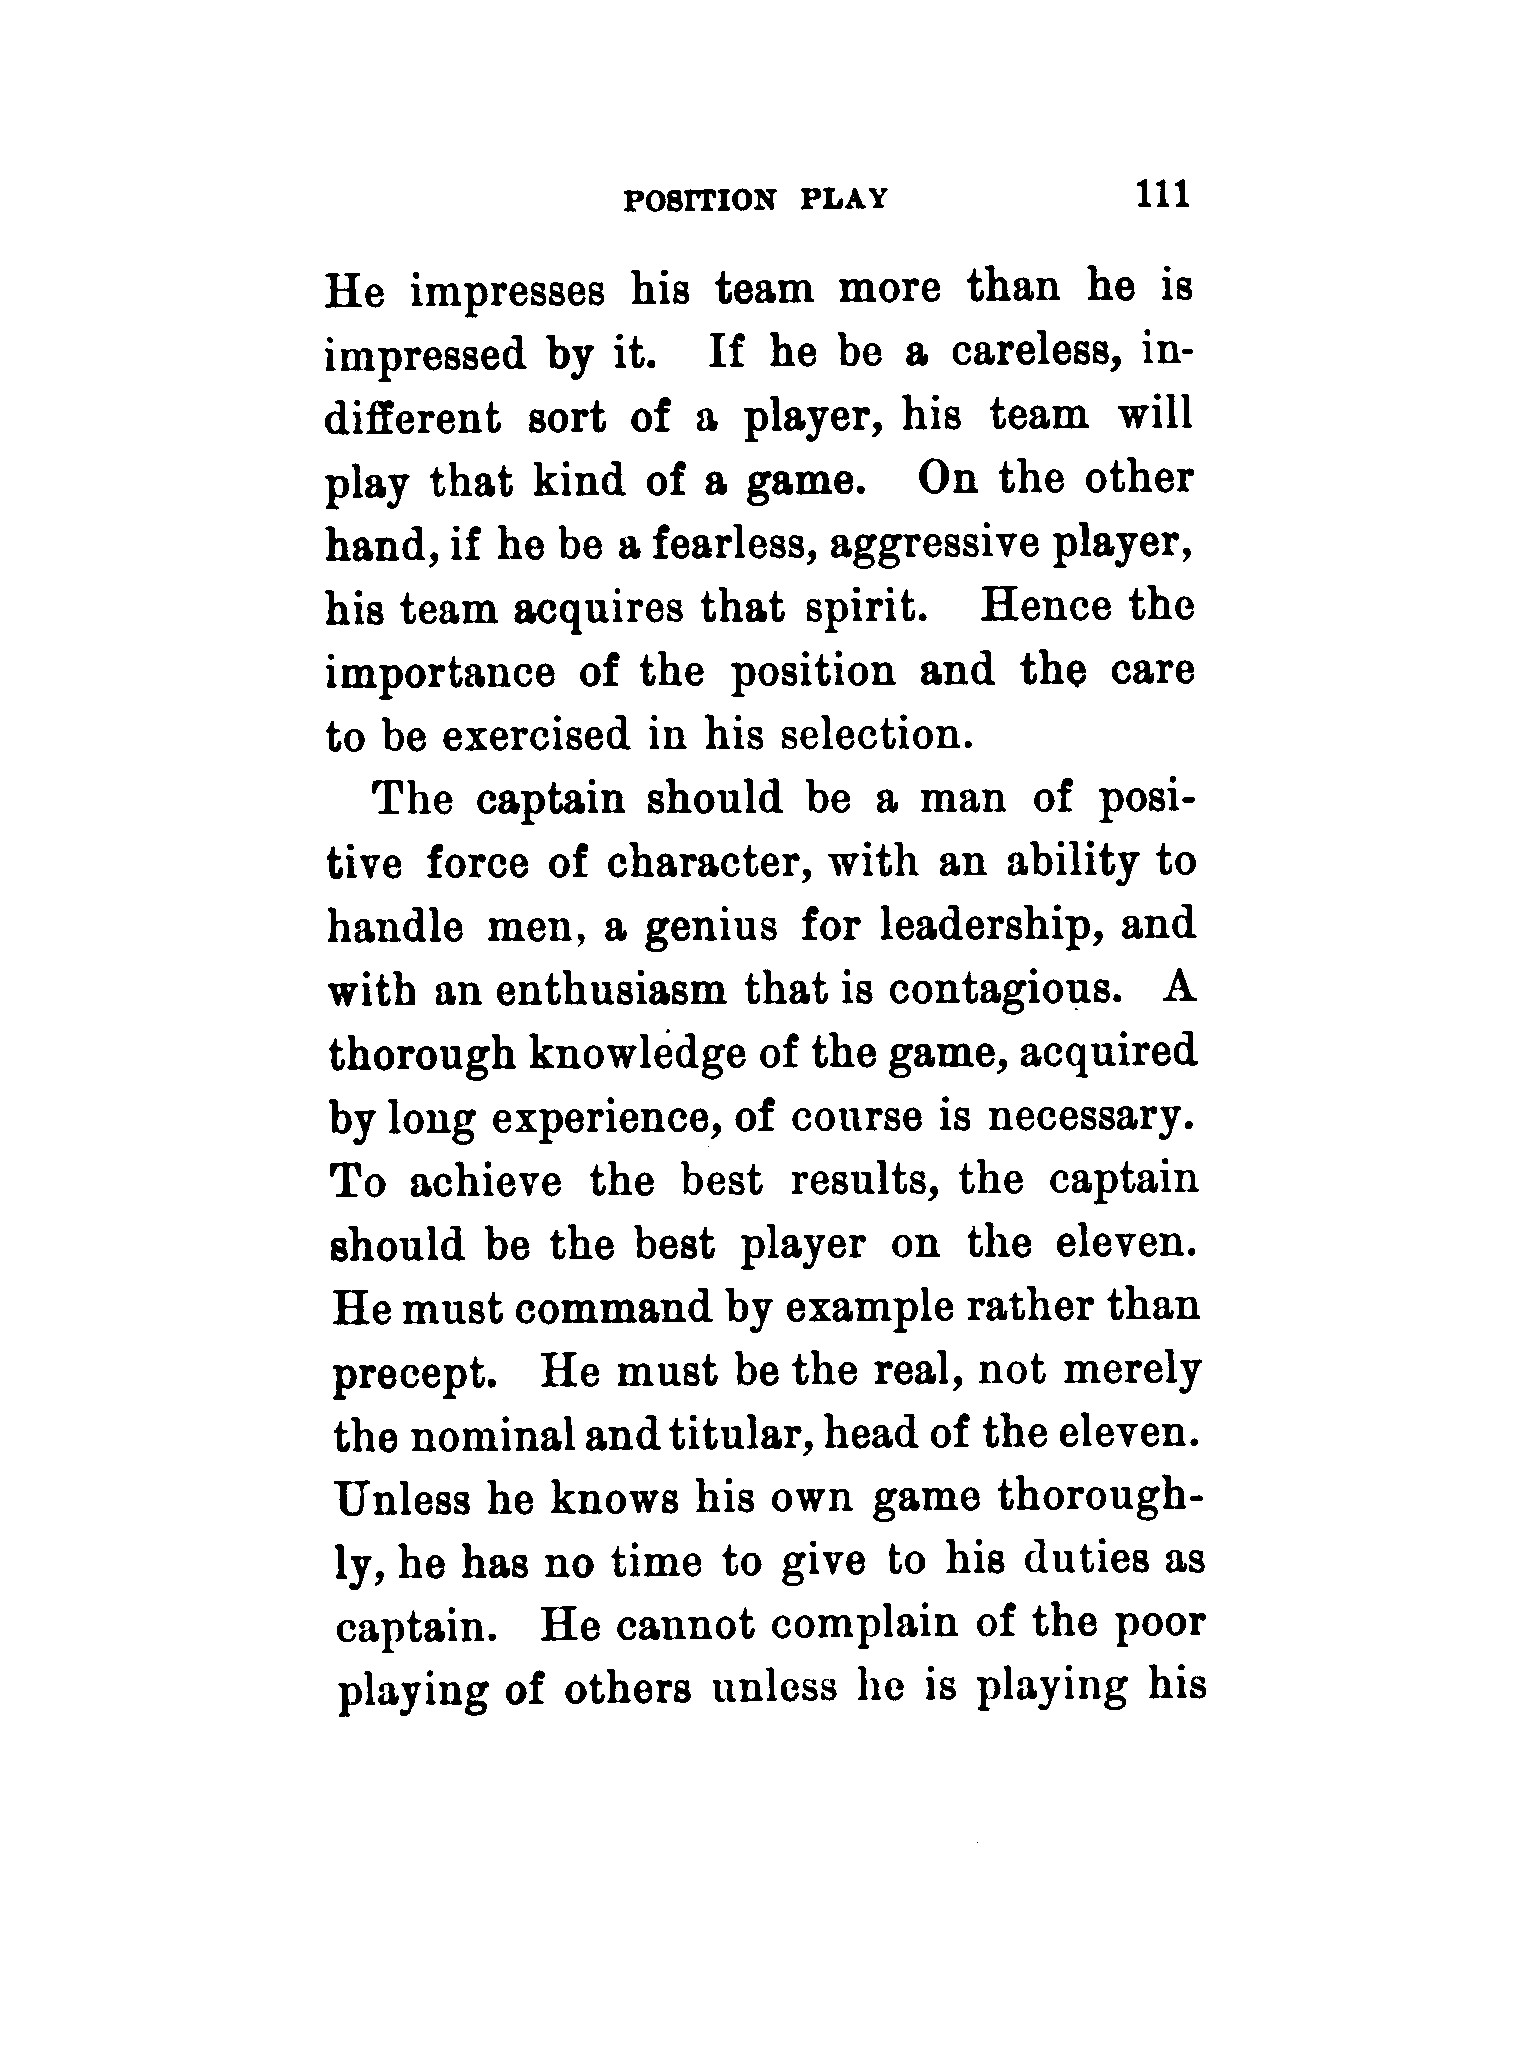 POSITION PLAY 111
He impresses his team more than he is
impressed by it. If he be a careless, in-
different sort of a player, his team will
play that kind of a game. On the other
hand, if he be a fearless, aggressive player,
his team acquires that spirit. Hence the
importance of the position and the care
to be exercised in his selection.
The captain should be a man of posi-
tive force of character, with an ability to
handle men, a genius for leadership, and
with an enthusiasm that is contagious. A
thorough knowledge of the game, acquired
by long experience, of course is necessary.
To achieve the best results, the captain
should be the best player on the eleven.
He must command by example rather than
precept. He must be the real, not merely
the nominal and titular, head of the eleven.
Unless he knows his own game thorough-
ly, he has no time to give to his duties as
captain. He cannot complain of the poor
playing of others unless he is playing his